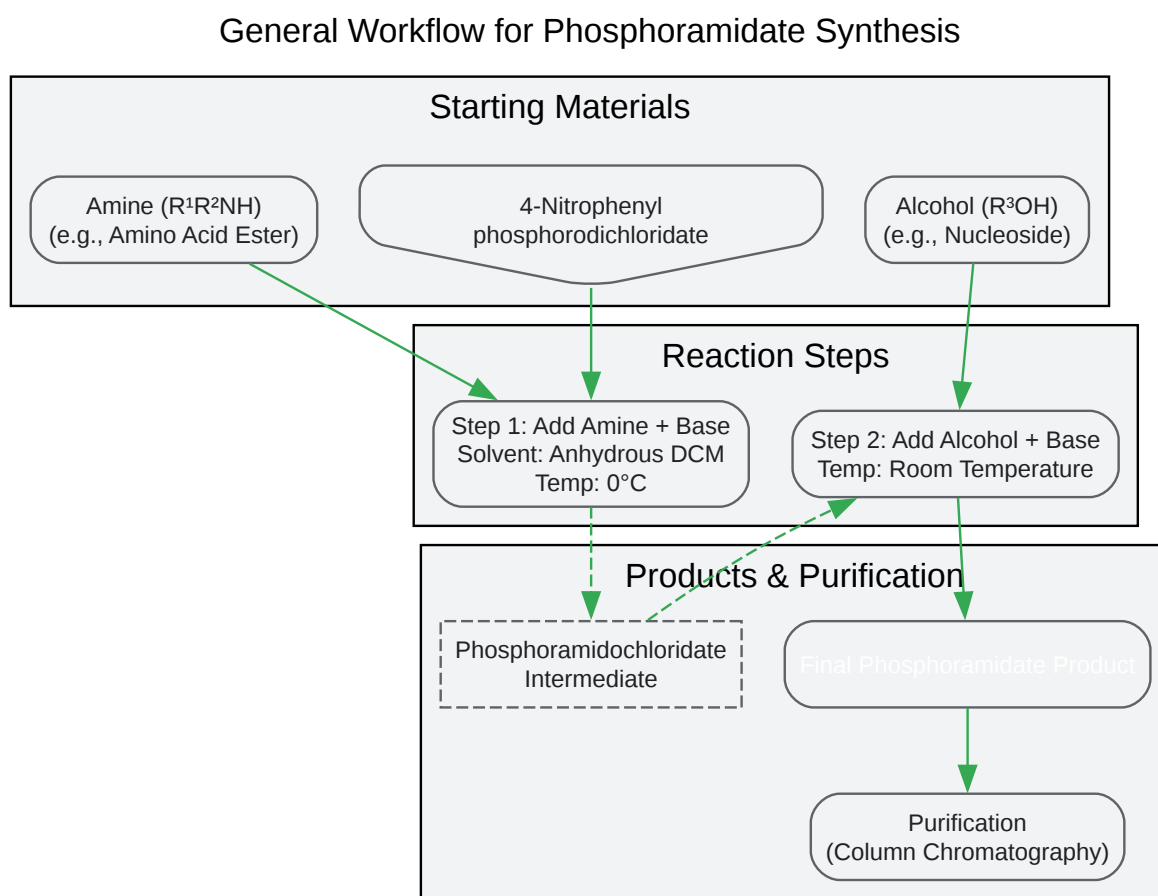 General Workflow for Phosphoramidate Synthesis
Starting Materials
Amine (R¹R²NH)
(e.g., Amino Acid Ester)
4-Nitrophenyl
phosphorodichloridate
Alcohol (R³OH)
(e.g., Nucleoside)
Reaction Steps
Step 1: Add Amine + Base
Solvent: Anhydrous DCM
Temp: 0°C
Step 2: Add Alcohol + Base
Temp: Room Temperature
Products & Purification
Phosphoramidochloridate
Intermediate
Final Phosphoramidate Product
Purification
(Column Chromatography)